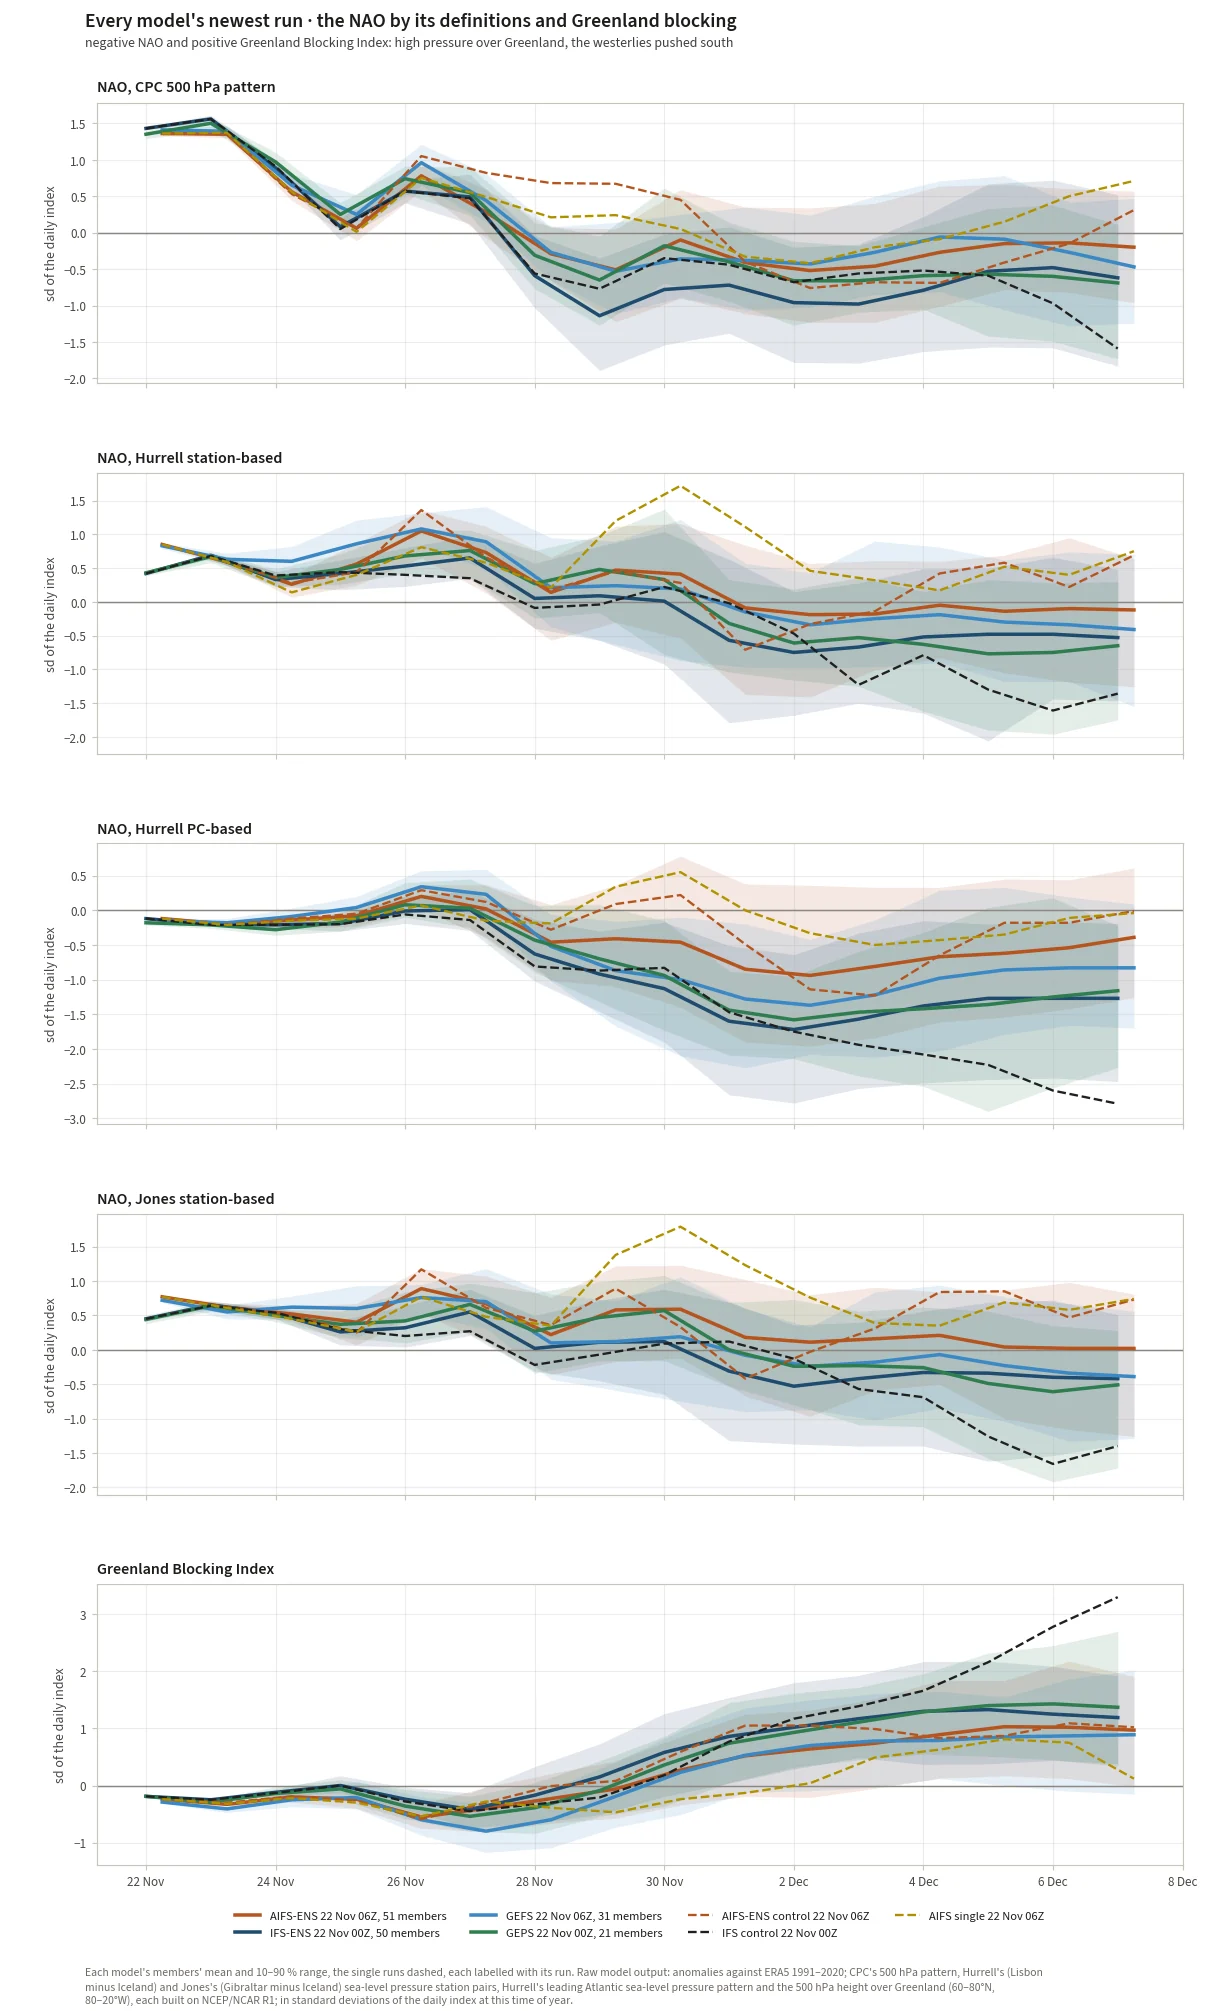 Every model's newest run · the NAO by its definitions and Greenland blocking
negative NAO and positive Greenland Blocking Index: high pressure over Greenland, the westerlies pushed south
NAO, CPC 500 hPa pattern
1.5
1.0
0.5
0.0
−0.5
−1.0
−1.5
−2.0
sd of the daily index
NAO, Hurrell station-based
1.5
1.0
0.5
0.0
−0.5
−1.0
−1.5
−2.0
sd of the daily index
NAO, Hurrell PC-based
0.5
0.0
−0.5
−1.0
−1.5
−2.0
−2.5
−3.0
sd of the daily index
NAO, Jones station-based
1.5
1.0
0.5
0.0
−0.5
−1.0
−1.5
−2.0
sd of the daily index
Greenland Blocking Index
3
2
1
0
−1
sd of the daily index
22 Nov 24 Nov 26 Nov 28 Nov 30 Nov 2 Dec 4 Dec 6 Dec 8 Dec
AIFS-ENS 22 Nov 06Z, 51 members GEFS 22 Nov 06Z, 31 members AIFS-ENS control 22 Nov 06Z AIFS single 22 Nov 06Z
IFS-ENS 22 Nov 00Z, 50 members GEPS 22 Nov 00Z, 21 members IFS control 22 Nov 00Z
Each model's members' mean and 10–90 % range, the single runs dashed, each labelled with its run. Raw model output: anomalies against ERA5 1991–2020; CPC's 500 hPa pattern, Hurrell's (Lisbon
minus Iceland) and Jones's (Gibraltar minus Iceland) sea-level pressure station pairs, Hurrell's leading Atlantic sea-level pressure pattern and the 500 hPa height over Greenland (60–80°N,
80–20°W), each built on NCEP/NCAR R1; in standard deviations of the daily index at this time of year.